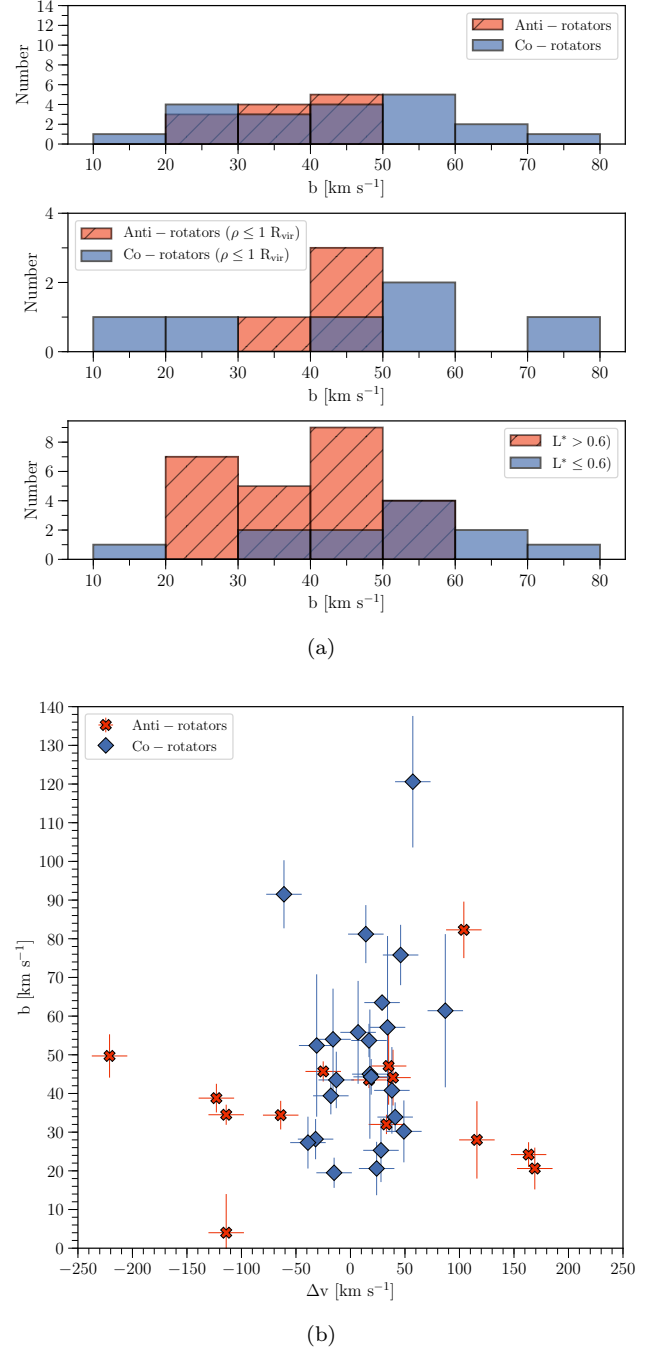 14
12
10
8
6
4
2
0
Number
Anti − rotators
Co − rotators
10 20 30 40 50 60 70 80
b [km s⁻¹]
4
2
0
Number
Anti − rotators (ρ ≤ 1 Rvir)
Co − rotators (ρ ≤ 1 Rvir)
10 20 30 40 50 60 70 80
b [km s⁻¹]
8
6
4
2
0
Number
L* > 0.6)
L* ≤ 0.6)
10 20 30 40 50 60 70 80
b [km s⁻¹]
(a)
140
130
120
110
100
90
80
70
60
50
40
30
20
10
0
b [km s⁻¹]
Anti − rotators
Co − rotators
−250 −200 −150 −100 −50 0 50 100 150 200 250
Δv [km s⁻¹]
(b)